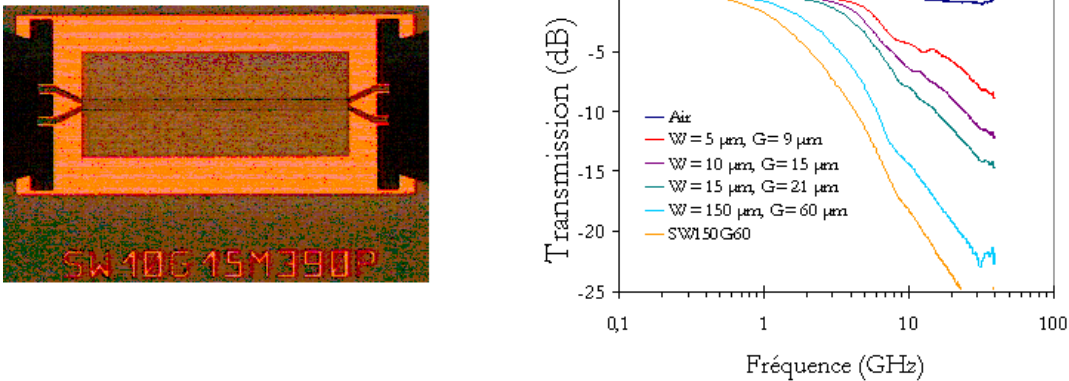 SW10G15M390P
Transmission (dB)
-5
-10
-15
-20
-25
Air
W= 5 µm, G= 9 µm
W= 10 µm, G= 15 µm
W= 15 µm, G= 21 µm
W= 150 µm, G= 60 µm
SW150G60
0,1 1 10 100
Fréquence (GHz)